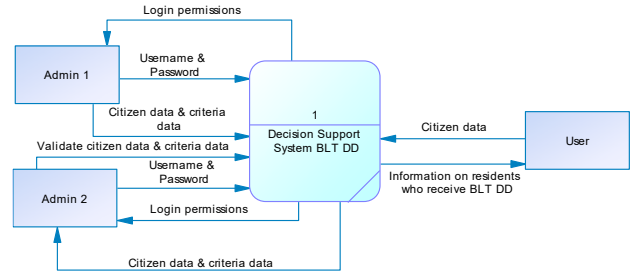 Login permissions
Username &
Password
Admin 1
Citizen data & criteria
data
1
Decision Support
System BLT DD
Citizen data
User
Information on residents
who receive BLT DD
Validate citizen data & criteria data
Username &
Password
Admin 2
Login permissions
Citizen data & criteria data